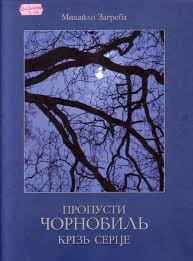 Михайло Загреба
ПРОПУСТИ
ЧОРНОБИЛЬ
КРІЗЬ СЕРЦЕ